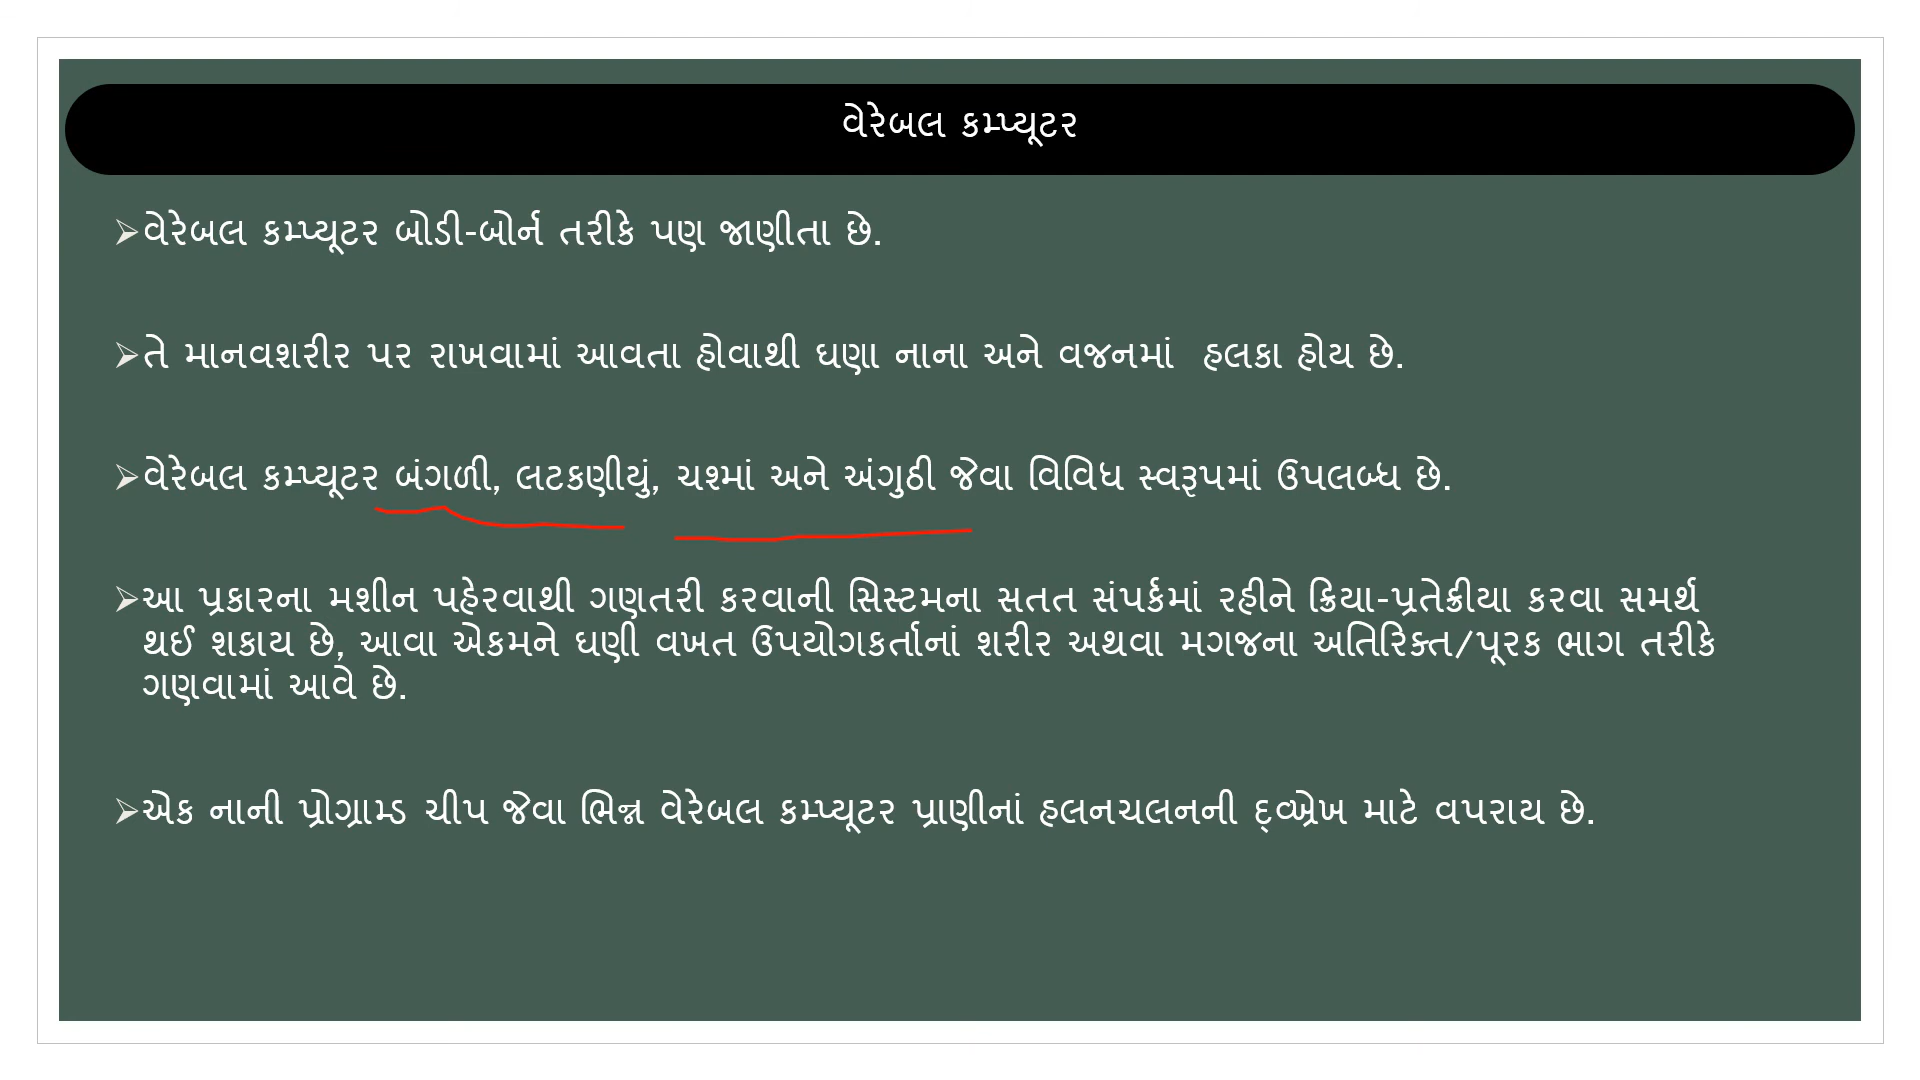 વેરેબલ કમ્પ્યૂટર
➢વેરેબલ કમ્પ્યૂટર બોડી-બોર્ન તરીકે પણ જાણીતા છે.
➢તે માનવશરીર પર રાખવામાં આવતા હોવાથી ઘણા નાના અને વજનમાં હલકા હોય છે.
➢વેરેબલ કમ્પ્યૂટર બંગળી, લટકણીયું, ચશ્માં અને અંગુઠી જેવા વિવિધ સ્વરૂપમાં ઉપલબ્ધ છે.
➢આ પ્રકારના મશીન પહેરવાથી ગણતરી કરવાની સિસ્ટમના સતત સંપર્કમાં રહીને ક્રિયા-પ્રતેક્રીયા કરવા સમર્થ
થઈ શકાય છે, આવા એકમને ઘણી વખત ઉપયોગકર્તાનાં શરીર અથવા મગજના અતિરિક્ત/પૂરક ભાગ તરીકે
ગણવામાં આવે છે.
➢એક નાની પ્રોગ્રામ્ડ ચીપ જેવા ભિન્ન વેરેબલ કમ્પ્યૂટર પ્રાણીનાં હલનચલનની માટે વપરાય છે.